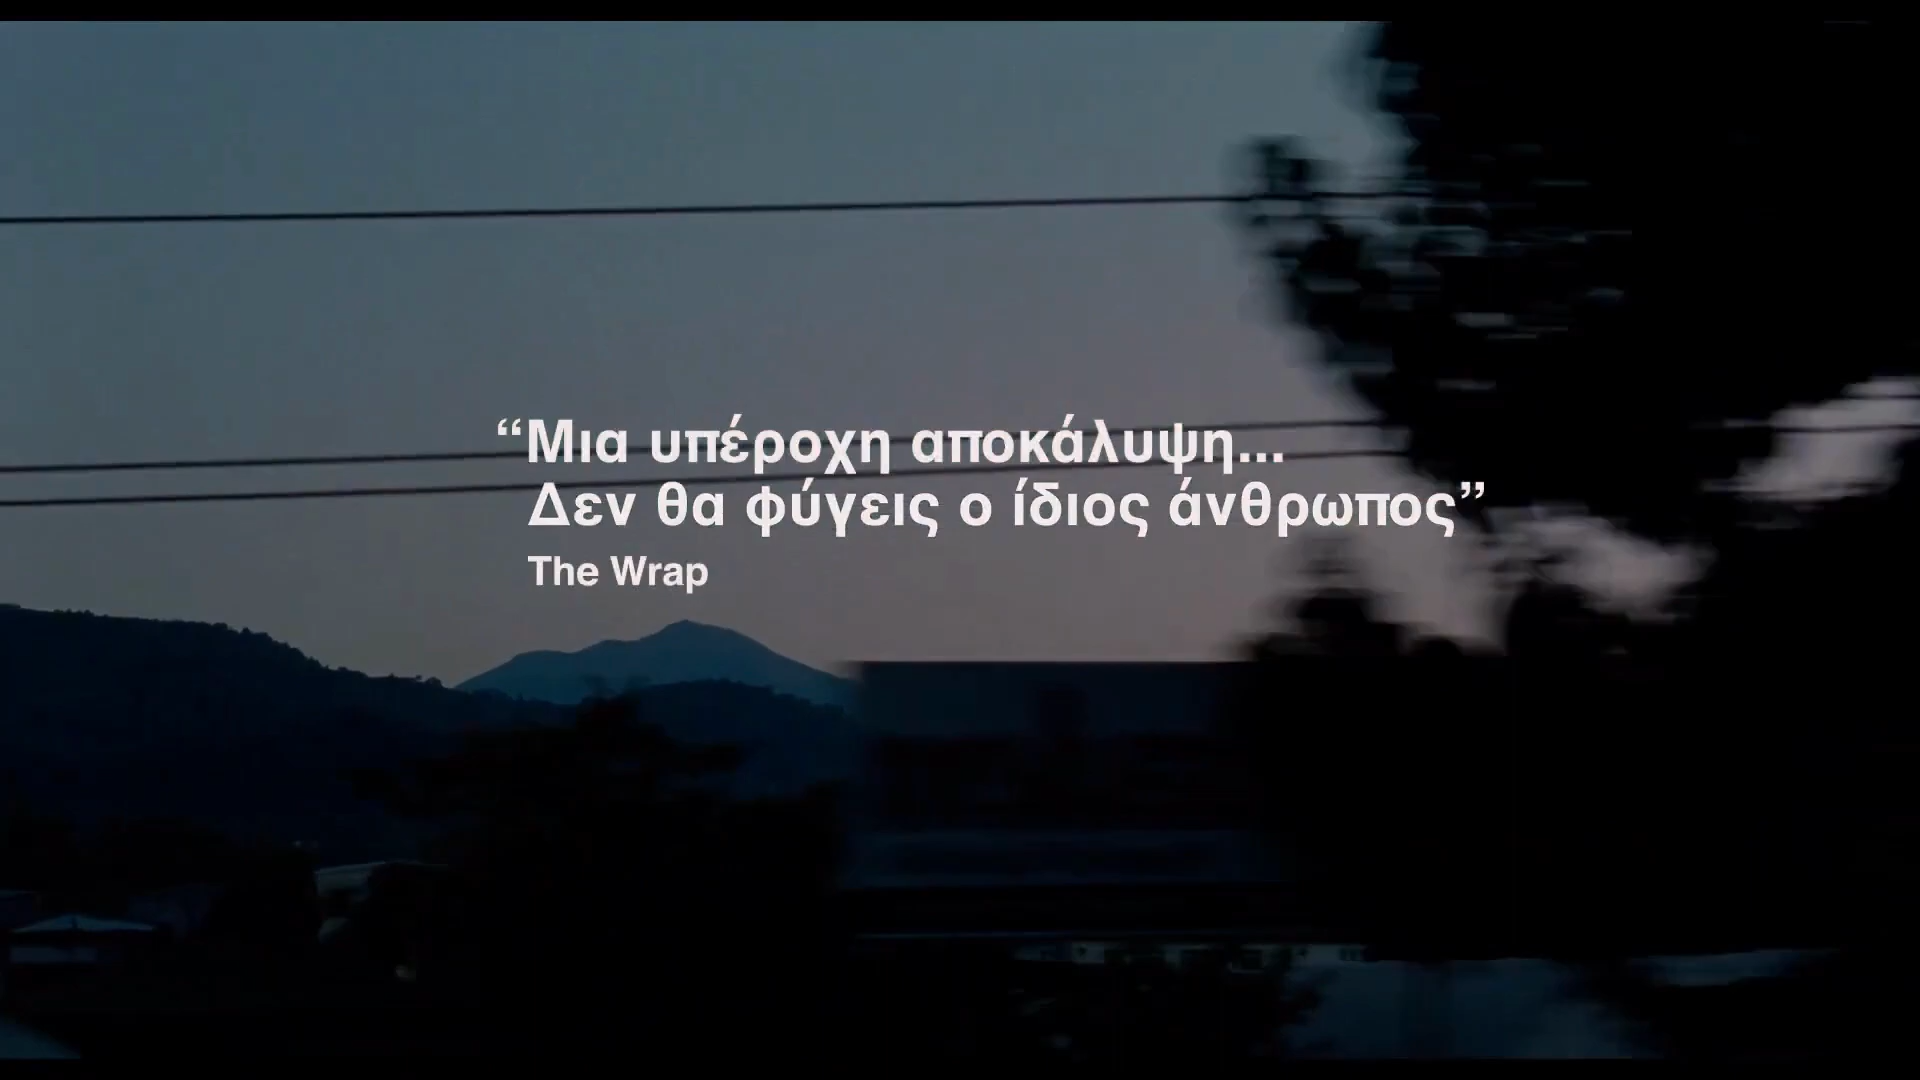 “Μια υπέροχη αποκάλυψη...
Δεν θα φύγεις ο ίδιος άνθρωπος”
The Wrap